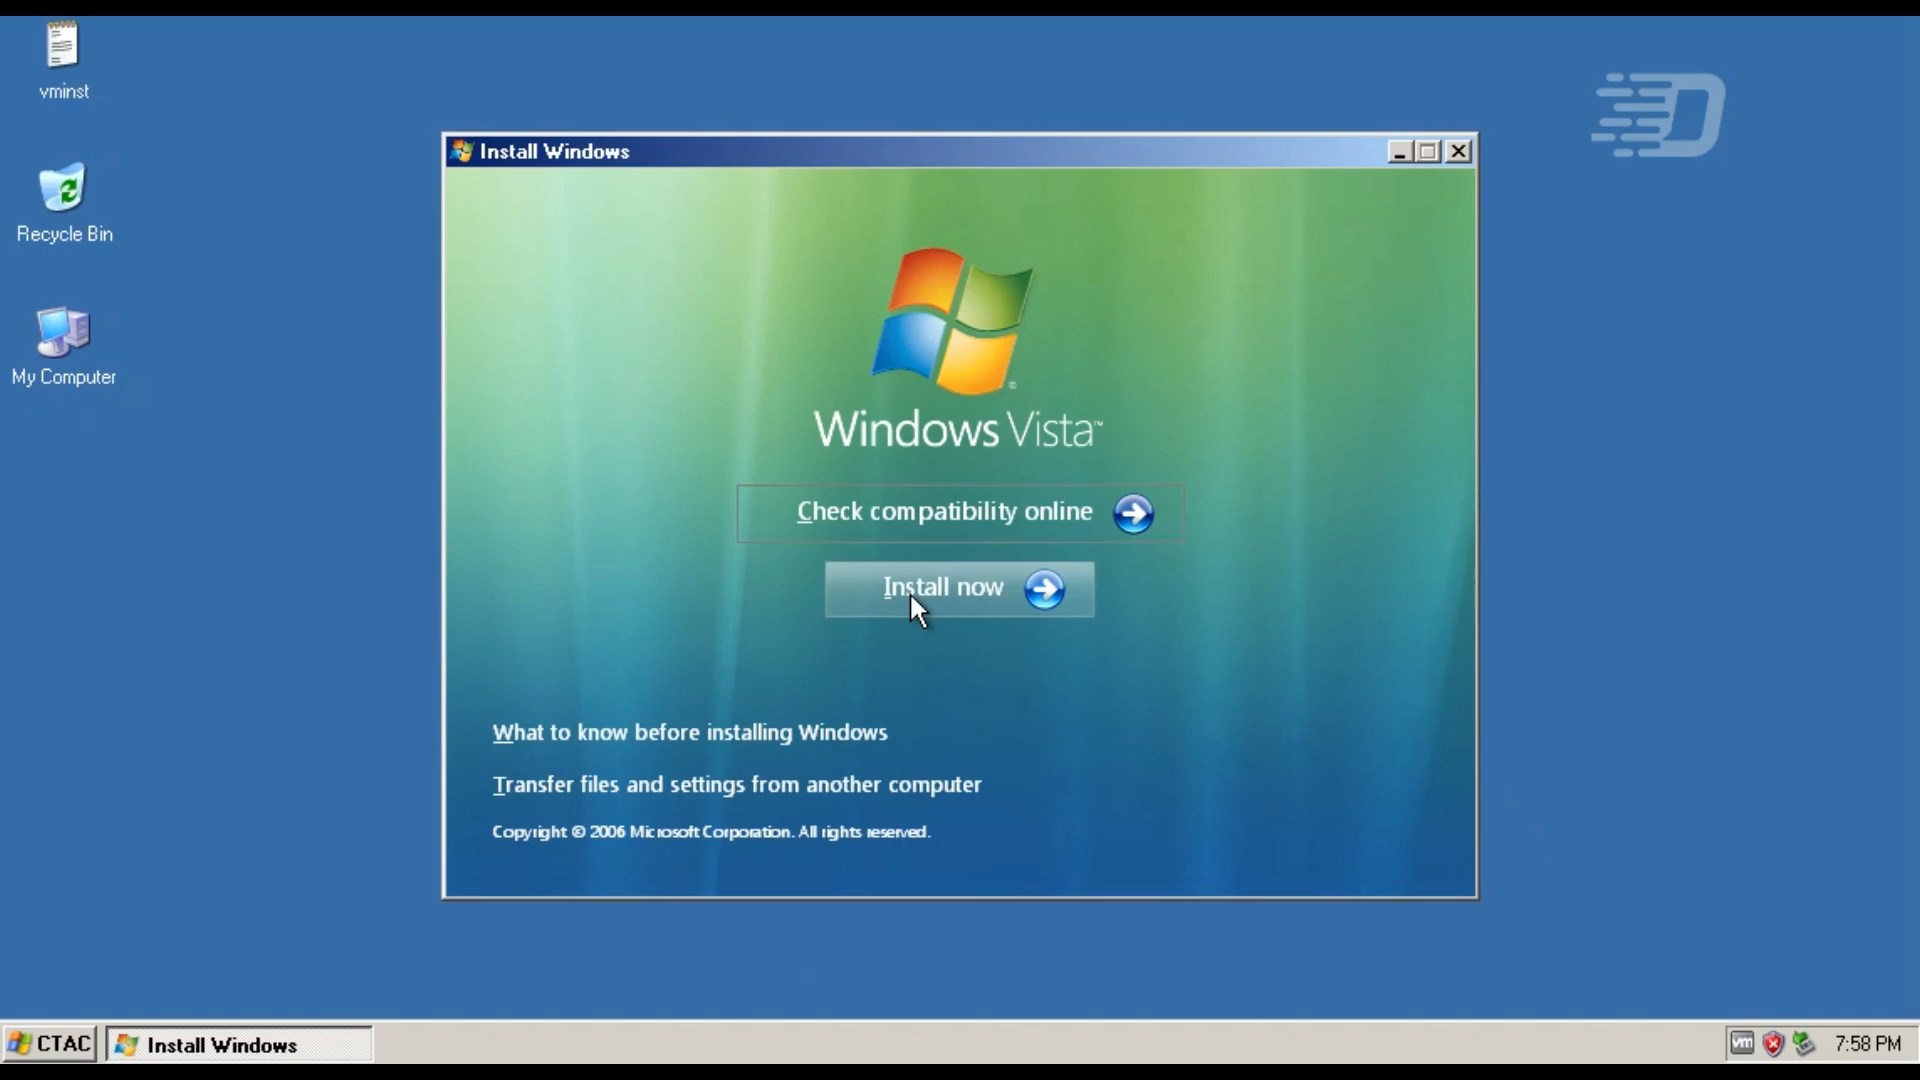 vminst
Recycle Bin
My Computer
Install Windows
Windows Vista™
Check compatibility online
Install now
What to know before installing Windows
Transfer files and settings from another computer
Copyright © 2006 Microsoft Corporation. All rights reserved.
CTAC
Install Windows
vm
7:58 PM